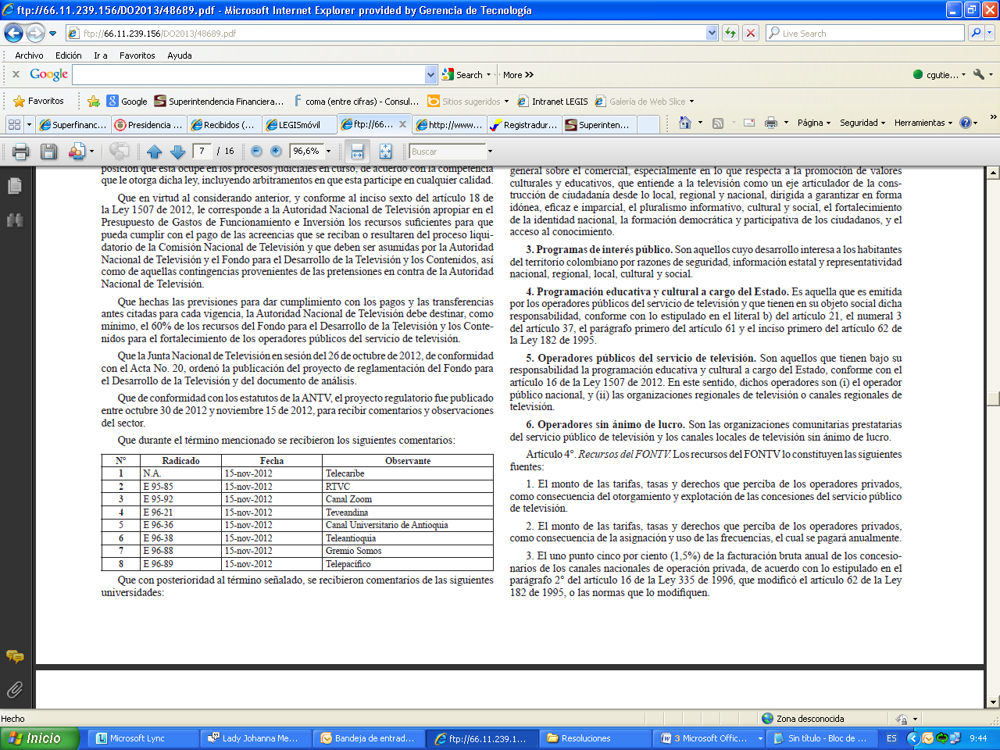 ftp://66.11.239.156/DO2013/48689.pdf - Microsoft Internet Explorer provided by Gerencia de Tecnología
ftp://66.11.239.156/DO2013/48689.pdf
Live Search
Archivo Edición Ir a Favoritos Ayuda
x Google Search More » cgutie...
Favoritos Google Superintendencia Financiera... coma (entre cifras) - Consul... Sitios sugeridos Intranet LEGIS Galería de Web Slice
Superfinanc... Presidencia Recibidos (... LEGISmóvil ftp://66... http://www... Registradur... Superinten... Página Seguridad Herramientas
7 / 16 96,6% Buscar
posición que esta ocupe en los procesos judiciales en curso, de acuerdo con la competencia
que le otorga dicha ley, incluyendo arbitramentos en que esta participe en cualquier calidad.
Que en virtud al considerando anterior, y conforme al inciso sexto del artículo 18 de
la Ley 1507 de 2012, le corresponde a la Autoridad Nacional de Televisión apropiar en el
Presupuesto de Gastos de Funcionamiento e Inversión los recursos suficientes para que
pueda cumplir con el pago de las acreencias que se reciban o resultaren del proceso liqui-
datorio de la Comisión Nacional de Televisión y que deben ser asumidas por la Autoridad
Nacional de Televisión y el Fondo para el Desarrollo de la Televisión y los Contenidos, así
como de aquellas contingencias provenientes de las pretensiones en contra de la Autoridad
Nacional de Televisión.
Que hechas las previsiones para dar cumplimiento con los pagos y las transferencias
antes citadas para cada vigencia, la Autoridad Nacional de Televisión debe destinar, como
mínimo, el 60% de los recursos del Fondo para el Desarrollo de la Televisión y los Conte-
nidos para el fortalecimiento de los operadores públicos del servicio de televisión.
Que la Junta Nacional de Televisión en sesión del 26 de octubre de 2012, de conformidad
con el Acta No. 20, ordenó la publicación del proyecto de reglamentación del Fondo para
el Desarrollo de la Televisión y del documento de análisis.
Que de conformidad con los estatutos de la ANTV, el proyecto regulatorio fue publicado
entre octubre 30 de 2012 y noviembre 15 de 2012, para recibir comentarios y observaciones
del sector.
Que durante el término mencionado se recibieron los siguientes comentarios:
N° Radicado Fecha Observante
1 N.A. 15-nov-2012 Telecaribe
2 E 95-85 15-nov-2012 RTVC
3 E 95-92 15-nov-2012 Canal Zoom
4 E 96-21 15-nov-2012 Teveandina
5 E 96-36 15-nov-2012 Canal Universitario de Antioquia
6 E 96-38 15-nov-2012 Teleantioquia
7 E 96-88 15-nov-2012 Gremio Somos
8 E 96-89 15-nov-2012 Telepacífico
Que con posterioridad al término señalado, se recibieron comentarios de las siguientes
universidades:
general sobre el comercial, especialmente en lo que respecta a la promoción de valores
culturales y educativos, que entiende a la televisión como un eje articulador de la cons-
trucción de ciudadanía desde lo local, regional y nacional, dirigida a garantizar en forma
idónea, eficaz e imparcial, el pluralismo informativo, cultural y social, el fortalecimiento
de la identidad nacional, la formación democrática y participativa de los ciudadanos, y el
acceso al conocimiento.
3. Programas de interés público. Son aquellos cuyo desarrollo interesa a los habitantes
del territorio colombiano por razones de seguridad, información estatal y representatividad
nacional, regional, local, cultural y social.
4. Programación educativa y cultural a cargo del Estado. Es aquella que es emitida
por los operadores públicos del servicio de televisión y que tienen en su objeto social dicha
responsabilidad, conforme con lo estipulado en el literal b) del artículo 21, el numeral 3
del artículo 37, el parágrafo primero del artículo 61 y el inciso primero del artículo 62 de
la Ley 182 de 1995.
5. Operadores públicos del servicio de televisión. Son aquellos que tienen bajo su
responsabilidad la programación educativa y cultural a cargo del Estado, conforme con el
artículo 16 de la Ley 1507 de 2012. En este sentido, dichos operadores son (i) el operador
público nacional, y (ii) las organizaciones regionales de televisión o canales regionales de
televisión.
6. Operadores sin ánimo de lucro. Son las organizaciones comunitarias prestatarias
del servicio público de televisión y los canales locales de televisión sin ánimo de lucro.
Artículo 4°. Recursos del FONTV. Los recursos del FONTV lo constituyen las siguientes
fuentes:
1. El monto de las tarifas, tasas y derechos que perciba de los operadores privados,
como consecuencia del otorgamiento y explotación de las concesiones del servicio público
de televisión.
2. El monto de las tarifas, tasas y derechos que perciba de los operadores privados,
como consecuencia de la asignación y uso de las frecuencias, el cual se pagará anualmente.
3. El uno punto cinco por ciento (1,5%) de la facturación bruta anual de los concesio-
narios de los canales nacionales de operación privada, de acuerdo con lo estipulado en el
parágrafo 2° del artículo 16 de la Ley 335 de 1996, que modificó el artículo 62 de la Ley
182 de 1995, o las normas que lo modifiquen.
Hecho Zona desconocida
Inicio Microsoft Lync Lady Johanna Me... Bandeja de entrad... ftp://66.11.239.1... Resoluciones 3 Microsoft Offic... Sin título - Bloc de ... ES 9:44